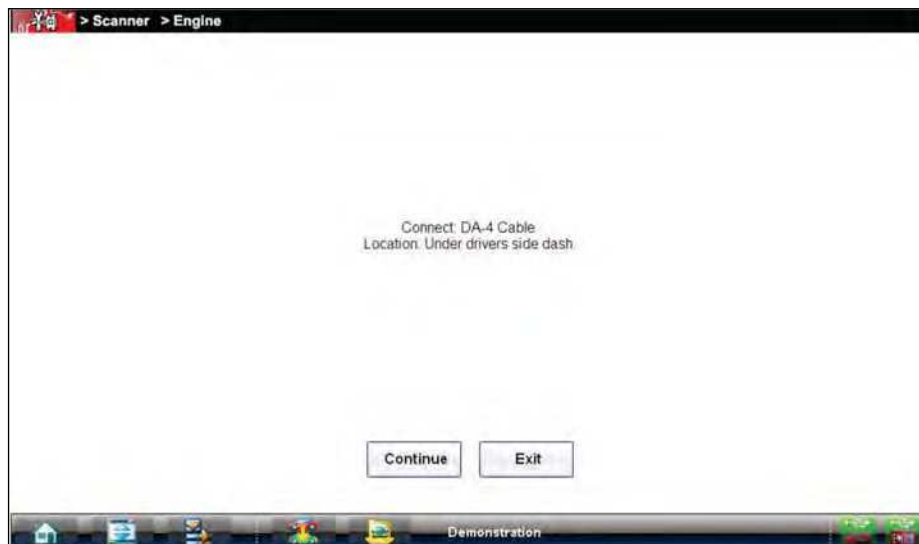 > Scanner > Engine
Connect: DA-4 Cable
Location: Under drivers side dash
Continue
Exit
Demonstration